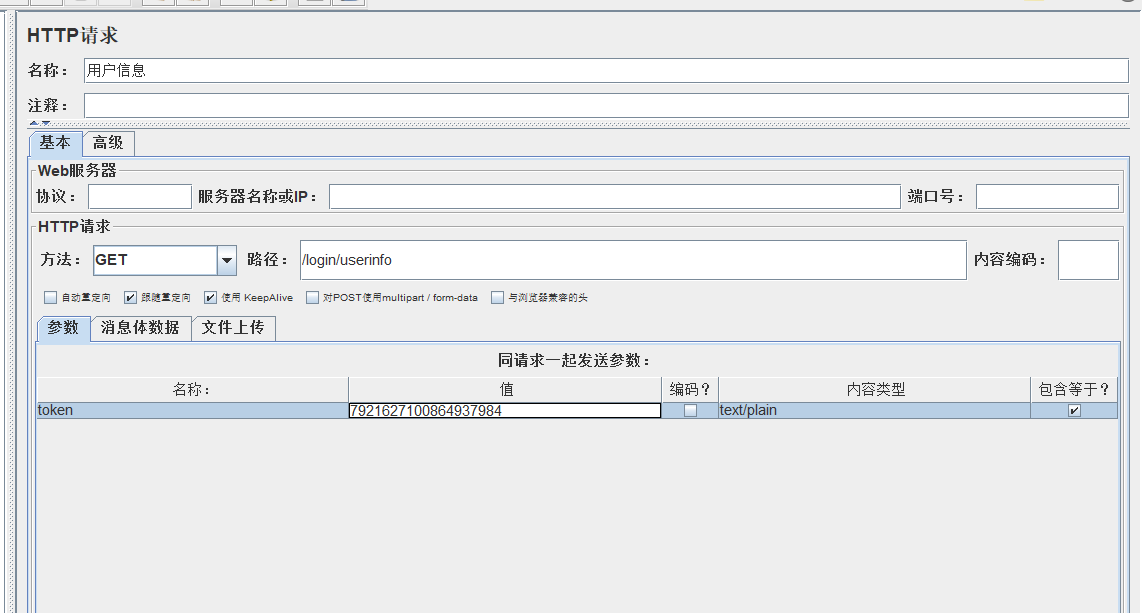 HTTP请求
名称： 用户信息
注释：
基本 高级
Web服务器
协议： 服务器名称或IP： 端口号：
HTTP请求
方法： GET 路径： /login/userinfo 内容编码：
自动重定向 跟随重定向 使用 KeepAlive 对POST使用multipart / form-data 与浏览器兼容的头
参数 消息体数据 文件上传
同请求一起发送参数：
名称： 值 编码？ 内容类型 包含等于？
token 7921627100864937984 text/plain